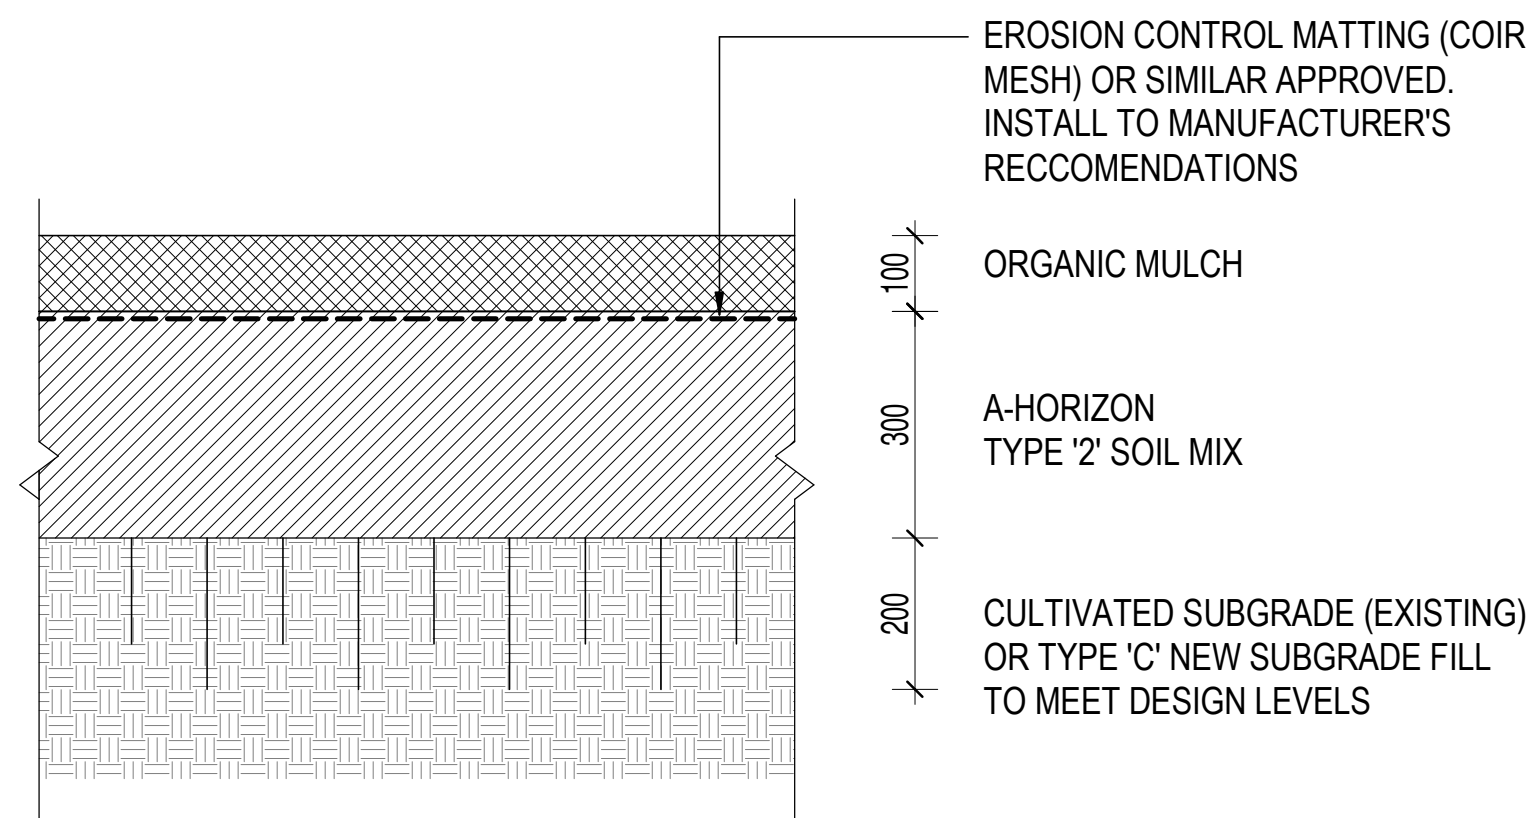 EROSION CONTROL MATTING (COIR
MESH) OR SIMILAR APPROVED.
INSTALL TO MANUFACTURER'S
RECCOMENDATIONS
100
ORGANIC MULCH
300
A-HORIZON
TYPE '2' SOIL MIX
200
CULTIVATED SUBGRADE (EXISTING)
OR TYPE 'C' NEW SUBGRADE FILL
TO MEET DESIGN LEVELS